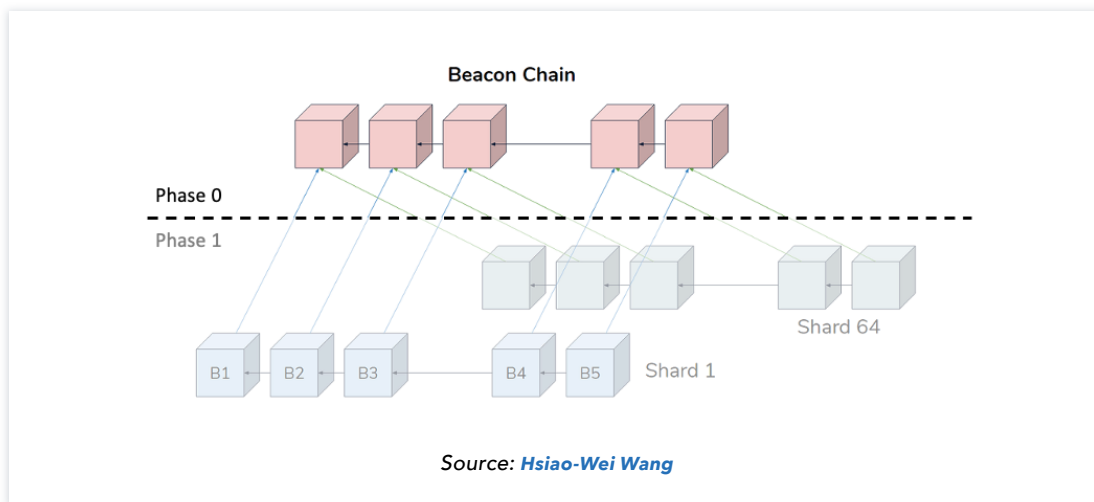 Beacon Chain
Phase 0
Phase 1
Shard 64
B1 B2 B3 B4 B5 Shard 1
Source: Hsiao-Wei Wang